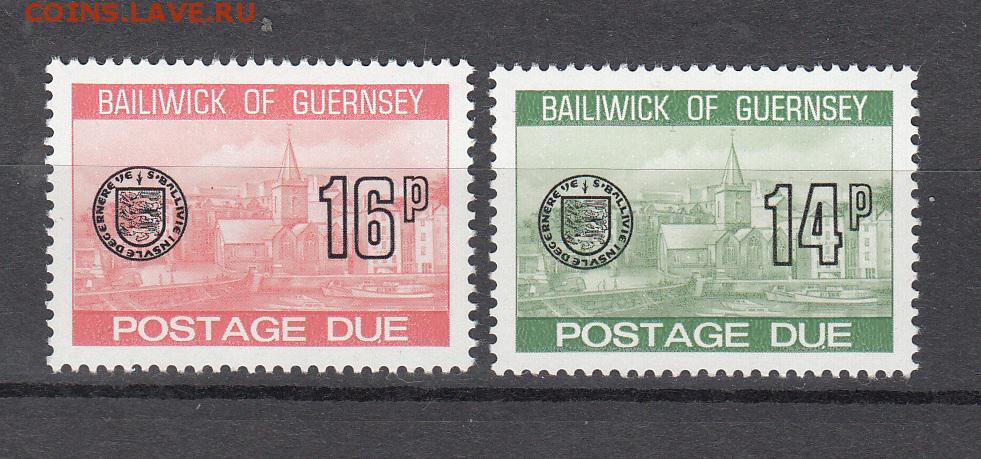 COINS.LAVE.RU
BAILIWICK OF GUERNSEY
16P
POSTAGE DUE
BAILIWICK OF GUERNSEY
14P
POSTAGE DUE